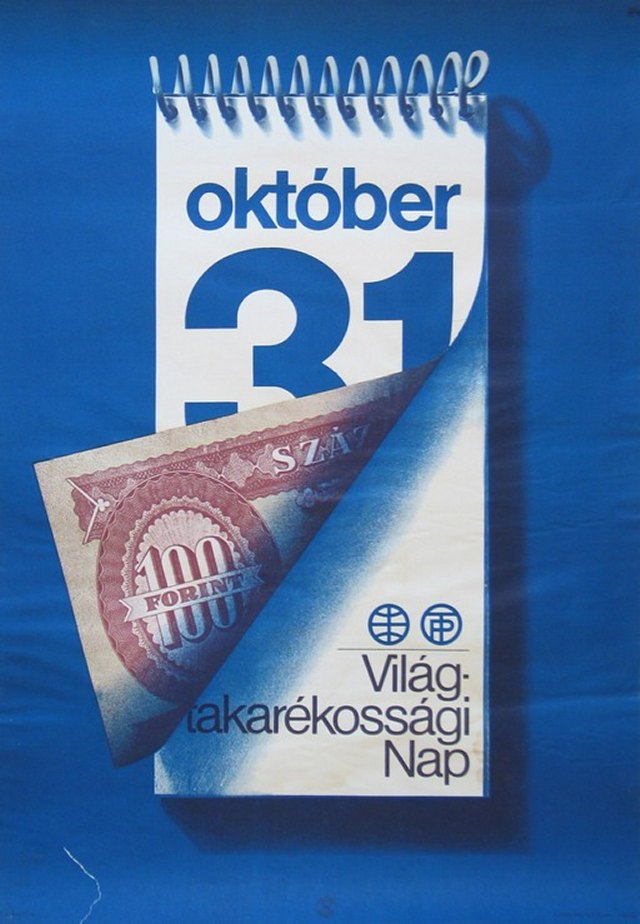 október
31
SZÁZ
100
FORINT
Világ-
takarékossági
Nap